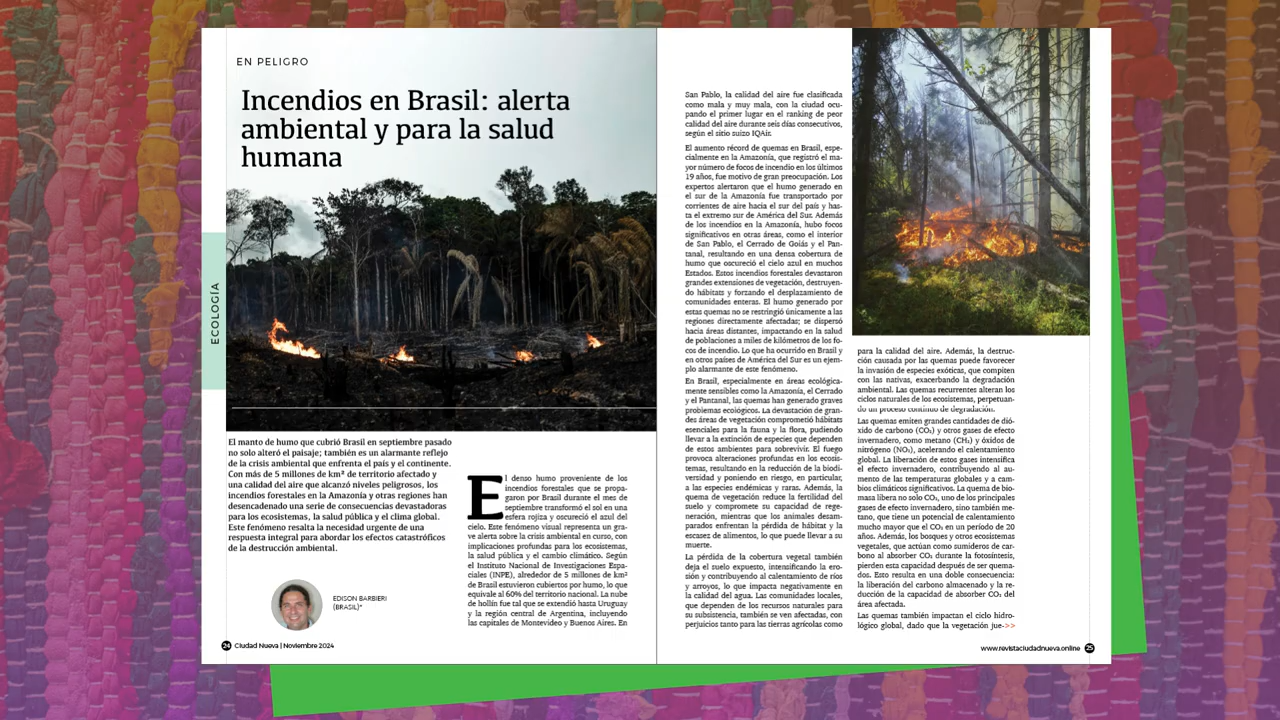 EN PELIGRO
Incendios en Brasil: alerta
ambiental y para la salud
humana
ECOLOGÍA
El manto de humo que cubrió Brasil en septiembre pasado
no solo alteró el paisaje; también es un alarmante reflejo
de la crisis ambiental que enfrenta el país y el continente.
Con más de 5 millones de km² de territorio afectado y
una calidad del aire que alcanzó niveles peligrosos, los
incendios forestales en la Amazonía y otras regiones han
desencadenado una serie de consecuencias devastadoras
para los ecosistemas, la salud pública y el clima global.
Este fenómeno resalta la necesidad urgente de una
respuesta integral para abordar los efectos catastróficos
de la destrucción ambiental.
EDISON BARBIERI
(BRASIL)*
El denso humo proveniente de los
incendios forestales que se propa-
garon por Brasil durante el mes de
septiembre transformó el sol en una
esfera rojiza y oscureció el azul del
cielo. Este fenómeno visual representa un gra-
ve alerta sobre la crisis ambiental en curso, con
implicaciones profundas para los ecosistemas,
la salud pública y el cambio climático. Según
el Instituto Nacional de Investigaciones Espa-
ciales (INPE), alrededor de 5 millones de km²
de Brasil estuvieron cubiertos por humo, lo que
equivale al 60% del territorio nacional. La nube
de hollín fue tal que se extendió hasta Uruguay
y la región central de Argentina, incluyendo
las capitales de Montevideo y Buenos Aires. En
24 Ciudad Nueva | Noviembre 2024
San Pablo, la calidad del aire fue clasificada
como mala y muy mala, con la ciudad ocu-
pando el primer lugar en el ranking de peor
calidad del aire durante seis días consecutivos,
según el sitio suizo IQAir.
El aumento récord de quemas en Brasil, espe-
cialmente en la Amazonía, que registró el ma-
yor número de focos de incendio en los últimos
19 años, fue motivo de gran preocupación. Los
expertos alertaron que el humo generado en
el sur de la Amazonía fue transportado por
corrientes de aire hacia el sur del país y has-
ta el extremo sur de América del Sur. Además
de los incendios en la Amazonía, hubo focos
significativos en otras áreas, como el interior
de San Pablo, el Cerrado de Goiás y el Pan-
tanal, resultando en una densa cobertura de
humo que oscureció el cielo azul en muchos
Estados. Estos incendios forestales devastaron
grandes extensiones de vegetación, destruyen-
do hábitats y forzando el desplazamiento de
comunidades enteras. El humo generado por
estas quemas no se restringió únicamente a las
regiones directamente afectadas; se dispersó
hacia áreas distantes, impactando en la salud
de poblaciones a miles de kilómetros de los fo-
cos de incendio. Lo que ha ocurrido en Brasil y
en otros países de América del Sur es un ejem-
plo alarmante de este fenómeno.
En Brasil, especialmente en áreas ecológica-
mente sensibles como la Amazonía, el Cerrado
y el Pantanal, las quemas han generado graves
problemas ecológicos. La devastación de gran-
des áreas de vegetación comprometió hábitats
esenciales para la fauna y la flora, pudiendo
llevar a la extinción de especies que dependen
de estos ambientes para sobrevivir. El fuego
provoca alteraciones profundas en los ecosis-
temas, resultando en la reducción de la biodi-
versidad y poniendo en riesgo, en particular,
a las especies endémicas y raras. Además, la
quema de vegetación reduce la fertilidad del
suelo y compromete su capacidad de rege-
neración, mientras que los animales desam-
parados enfrentan la pérdida de hábitat y la
escasez de alimentos, lo que puede llevar a su
muerte.
La pérdida de la cobertura vegetal también
deja el suelo expuesto, intensificando la ero-
sión y contribuyendo al calentamiento de ríos
y arroyos, lo que impacta negativamente en
la calidad del agua. Las comunidades locales,
que dependen de los recursos naturales para
su subsistencia, también se ven afectadas, con
perjuicios tanto para las tierras agrícolas como
para la calidad del aire. Además, la destruc-
ción causada por las quemas puede favorecer
la invasión de especies exóticas, que compiten
con las nativas, exacerbando la degradación
ambiental. Las quemas recurrentes alteran los
ciclos naturales de los ecosistemas, perpetuan-
do un proceso continuo de degradación.
Las quemas emiten grandes cantidades de dió-
xido de carbono (CO₂) y otros gases de efecto
invernadero, como metano (CH₄) y óxidos de
nitrógeno (NOₓ), acelerando el calentamiento
global. La liberación de estos gases intensifica
el efecto invernadero, contribuyendo al au-
mento de las temperaturas globales y a cam-
bios climáticos significativos. La quema de bio-
masa libera no solo CO₂, uno de los principales
gases de efecto invernadero, sino también me-
tano, que tiene un potencial de calentamiento
mucho mayor que el CO₂ en un período de 20
años. Además, los bosques y otros ecosistemas
vegetales, que actúan como sumideros de car-
bono al absorber CO₂ durante la fotosíntesis,
pierden esta capacidad después de ser quema-
dos. Esto resulta en una doble consecuencia:
la liberación del carbono almacenado y la re-
ducción de la capacidad de absorber CO₂ del
área afectada.
Las quemas también impactan el ciclo hidro-
lógico global, dado que la vegetación jue->>
www.revistaciudadnueva.online 25